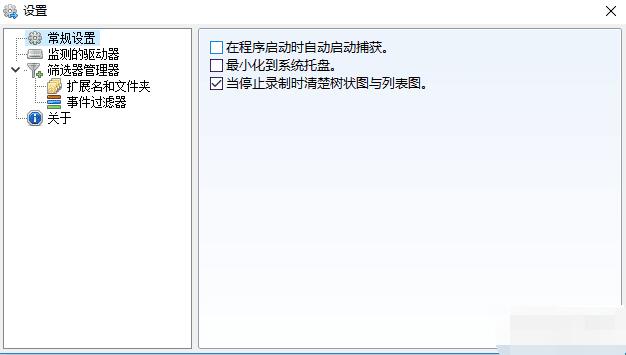 设置
常规设置
监测的驱动器
筛选器管理器
扩展名和文件夹
事件过滤器
关于
在程序启动时自动启动捕获。
最小化到系统托盘。
当停止录制时清楚树状图与列表图。